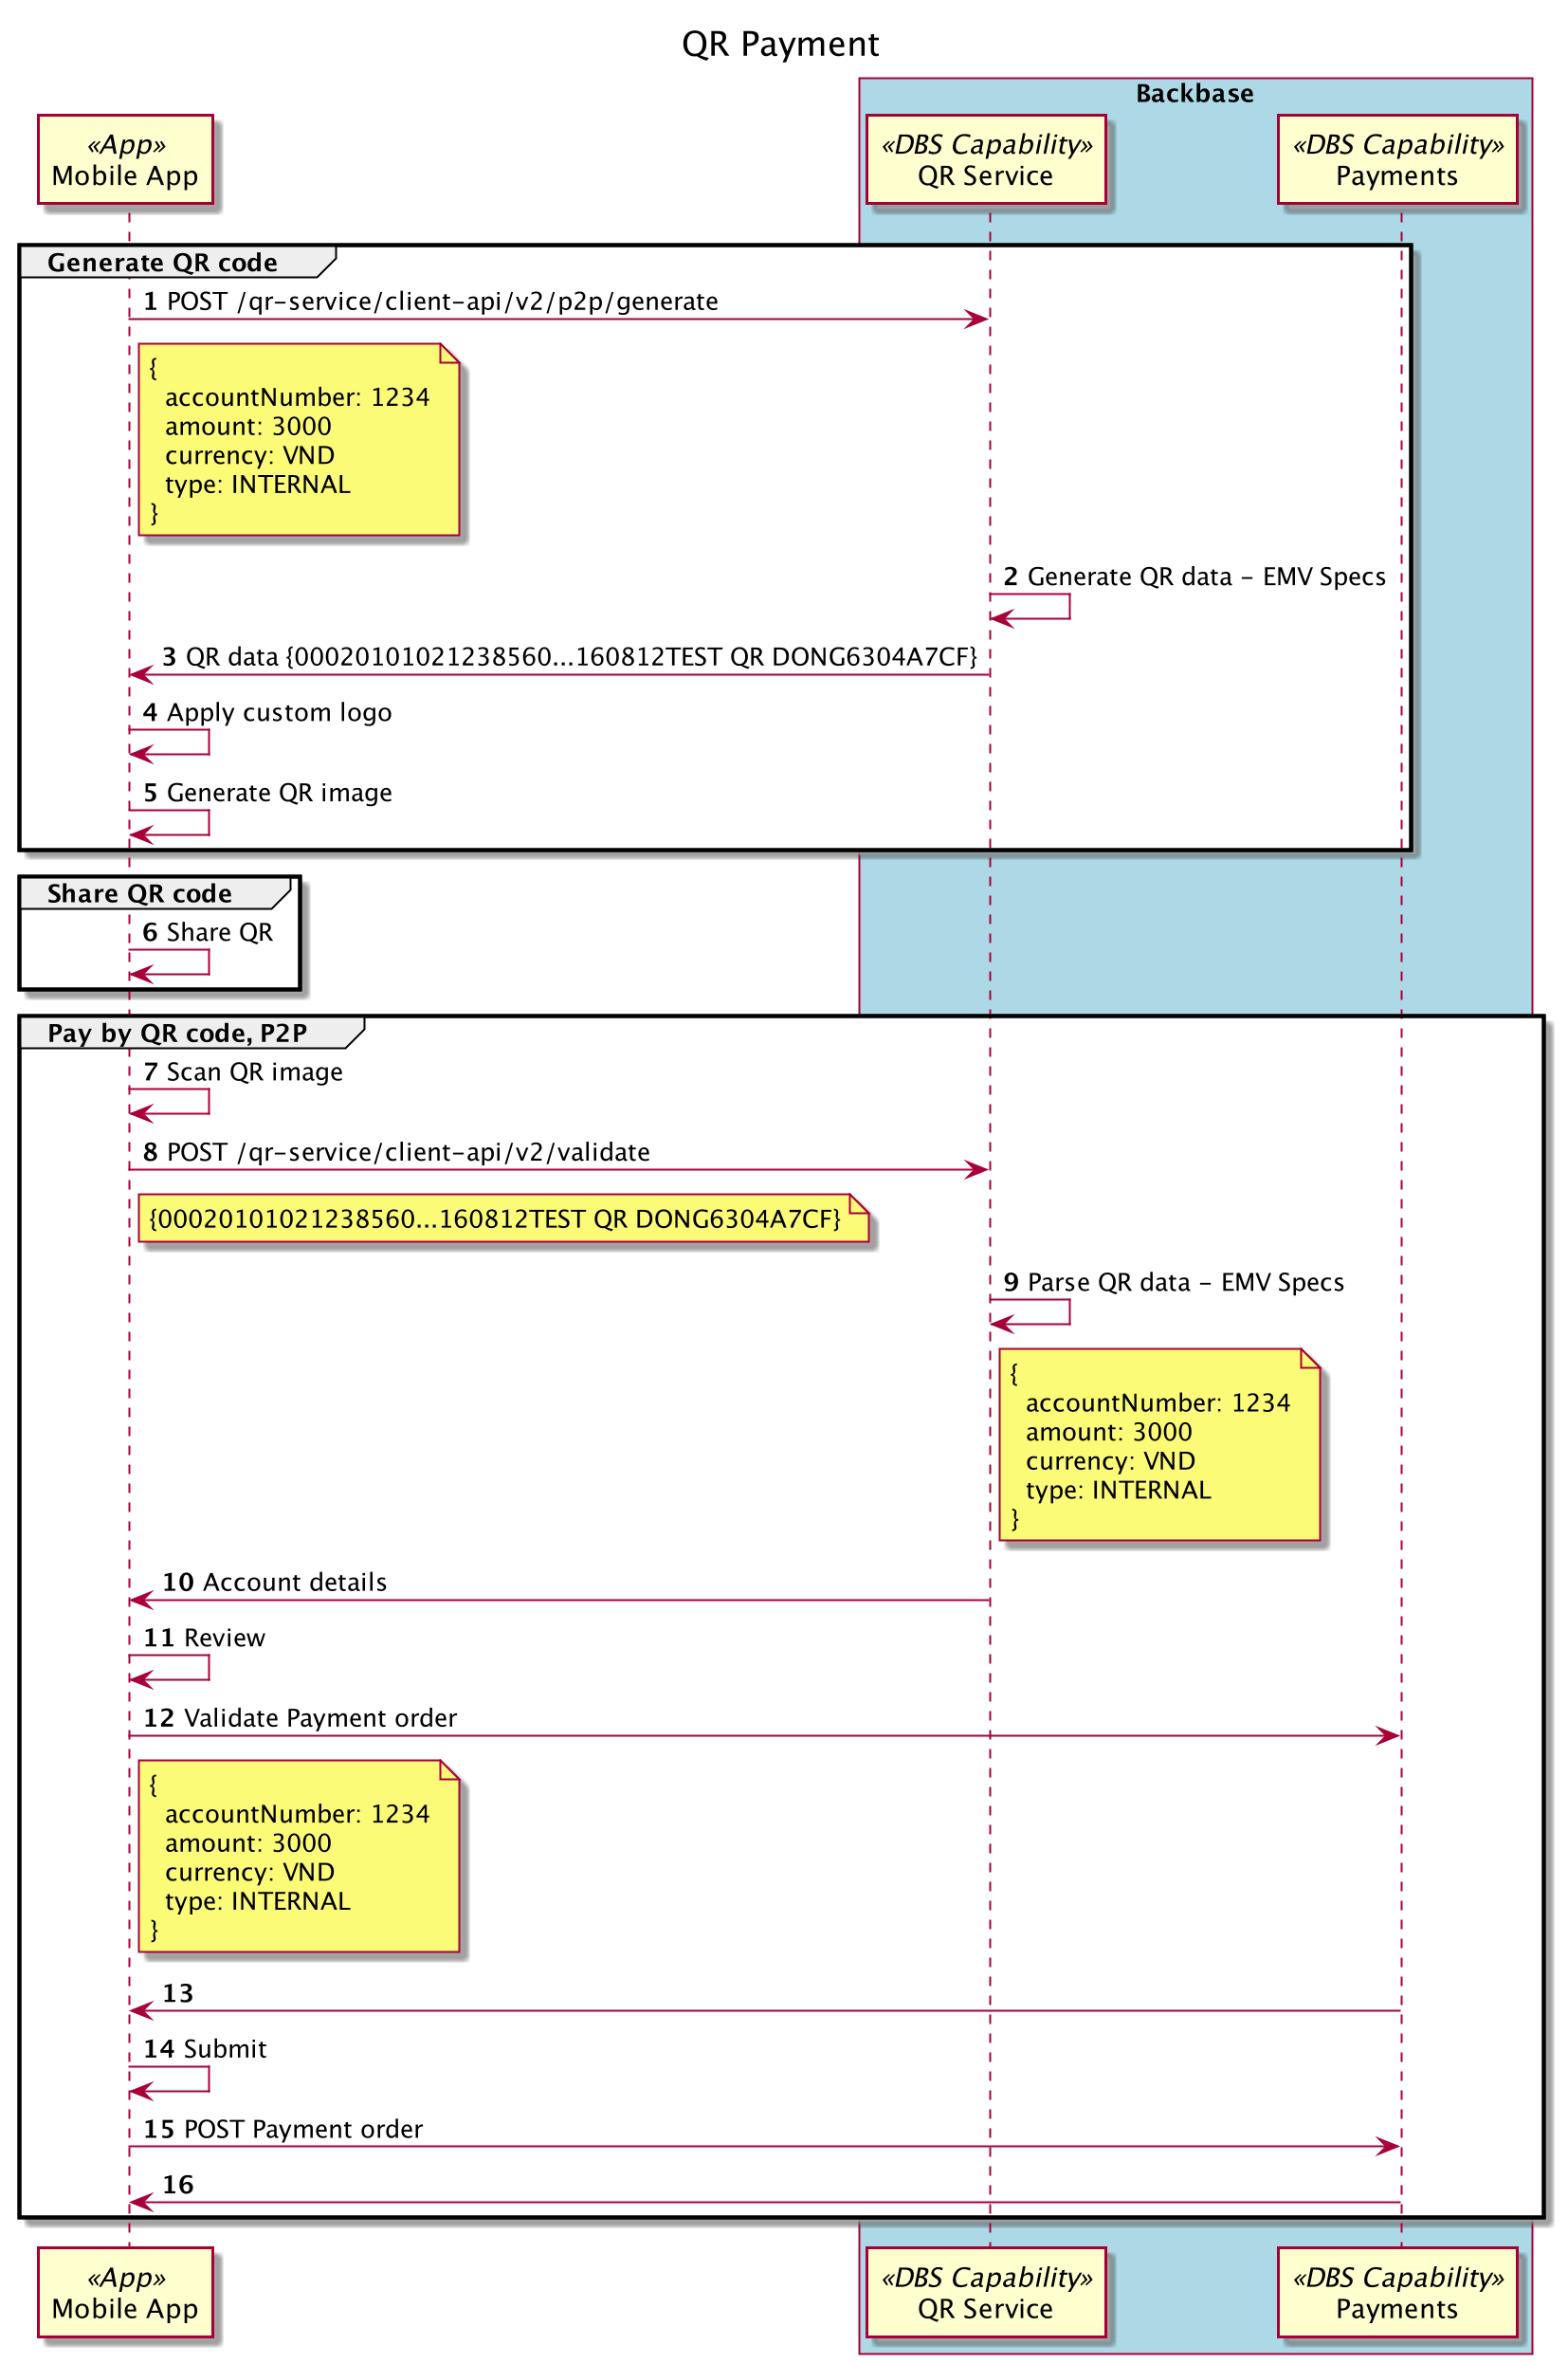 QR Payment
Backbase
«App»
Mobile App
«DBS Capability»
QR Service
«DBS Capability»
Payments
Generate QR code
1 POST /qr-service/client-api/v2/p2p/generate
{
accountNumber: 1234
amount: 3000
currency: VND
type: INTERNAL
}
2 Generate QR data - EMV Specs
3 QR data {00020101021238560...160812TEST QR DONG6304A7CF}
4 Apply custom logo
5 Generate QR image
Share QR code
6 Share QR
Pay by QR code, P2P
7 Scan QR image
8 POST /qr-service/client-api/v2/validate
{00020101021238560...160812TEST QR DONG6304A7CF}
9 Parse QR data - EMV Specs
{
accountNumber: 1234
amount: 3000
currency: VND
type: INTERNAL
}
10 Account details
11 Review
12 Validate Payment order
{
accountNumber: 1234
amount: 3000
currency: VND
type: INTERNAL
}
13
14 Submit
15 POST Payment order
16
«App»
Mobile App
«DBS Capability»
QR Service
«DBS Capability»
Payments